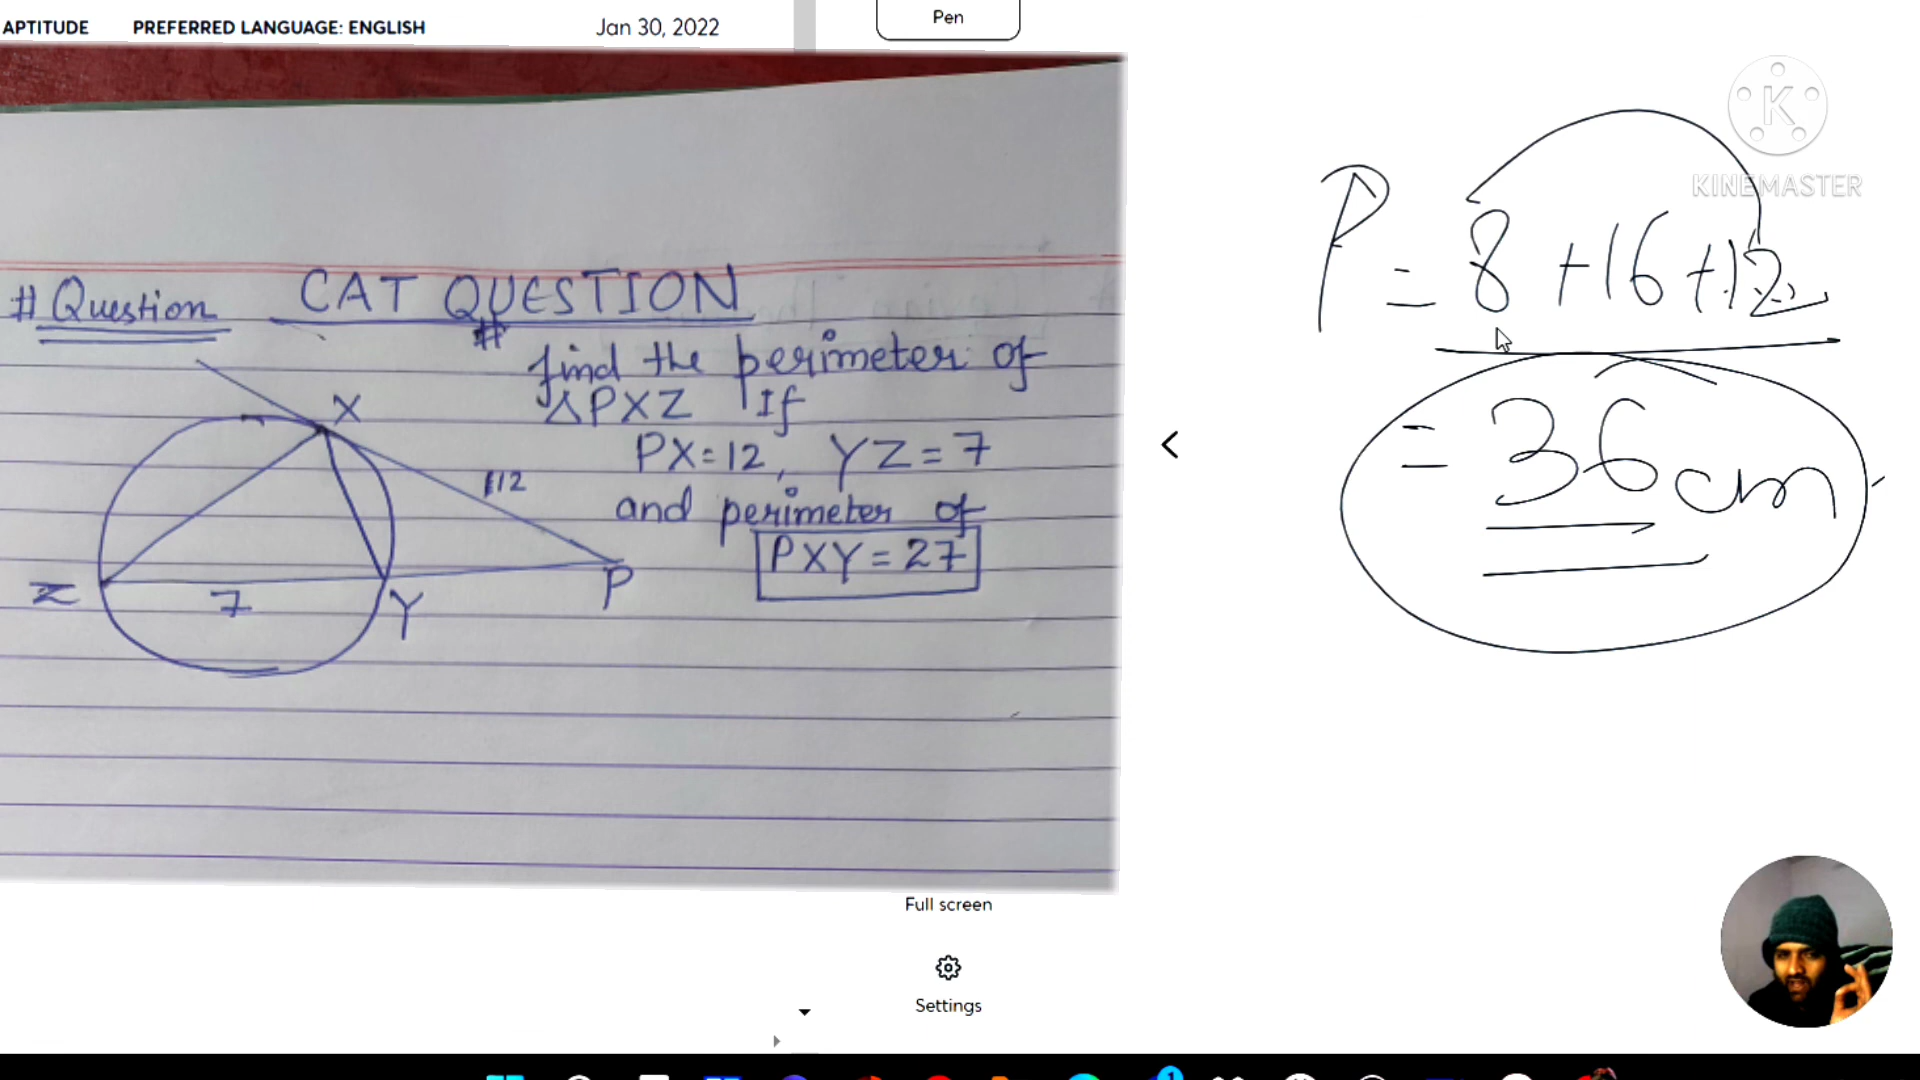 APTITUDE PREFERRED LANGUAGE: ENGLISH Jan 30, 2022
Pen
# Question CAT QUESTION
# find the perimeter of
△PXZ If
PX=12, YZ=7
and perimeter of
PXY=27
X
12
Z
7
Y
P
KINEMASTER
P = 8+16+12
= 36cm
<
Full screen
Settings